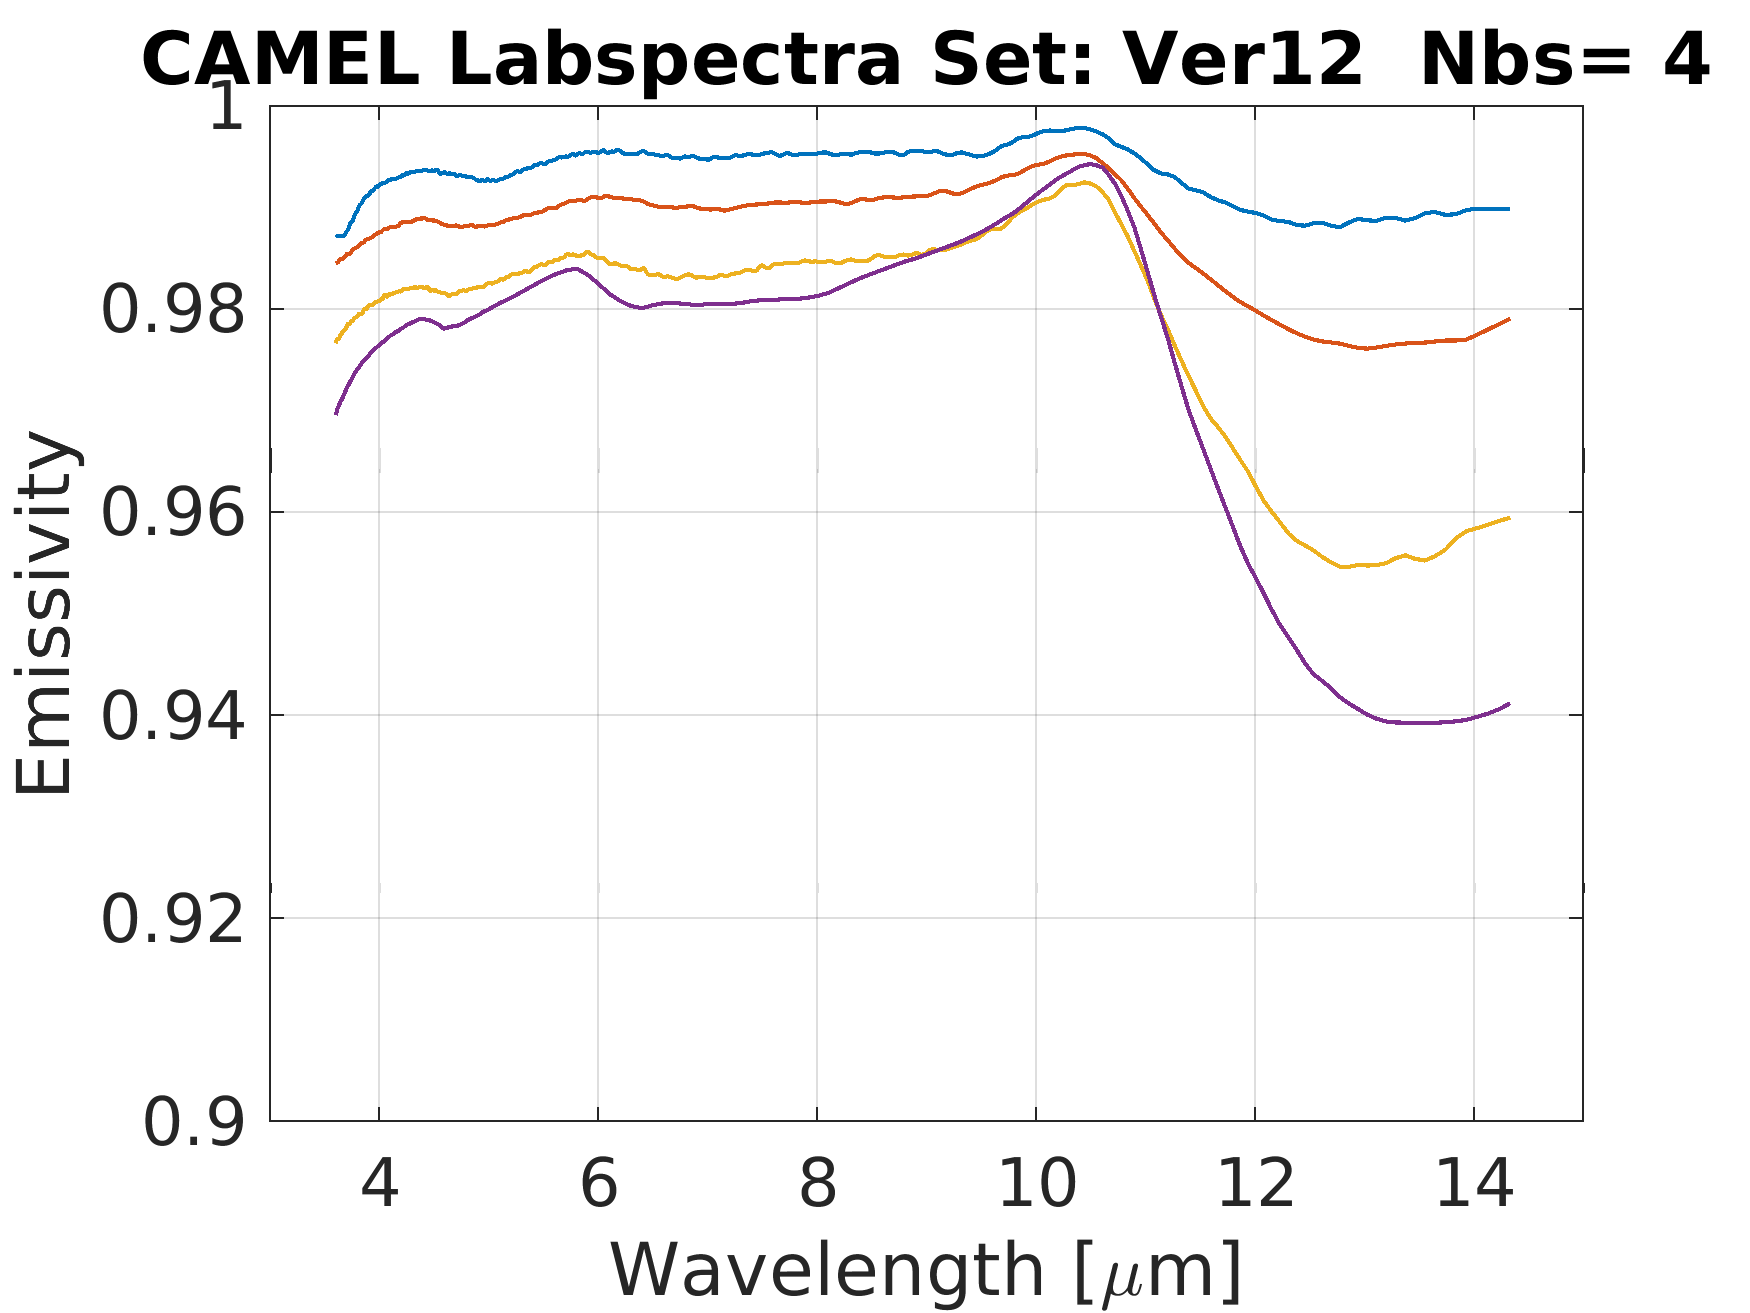 CAMEL Labspectra Set: Ver12  Nbs= 4
1
0.98
0.96
0.94
0.92
0.9
Emissivity
4 6 8 10 12 14
Wavelength [μm]